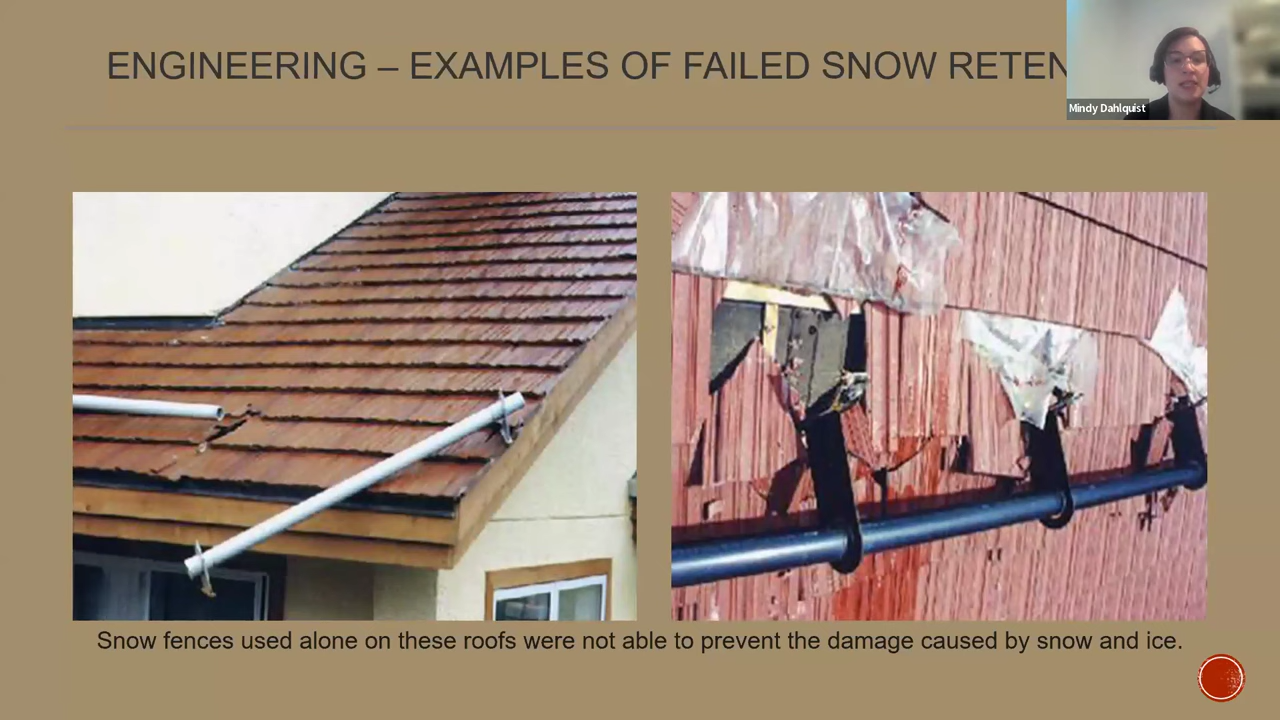 ENGINEERING – EXAMPLES OF FAILED SNOW RETEN
Mindy Dahlquist
Snow fences used alone on these roofs were not able to prevent the damage caused by snow and ice.